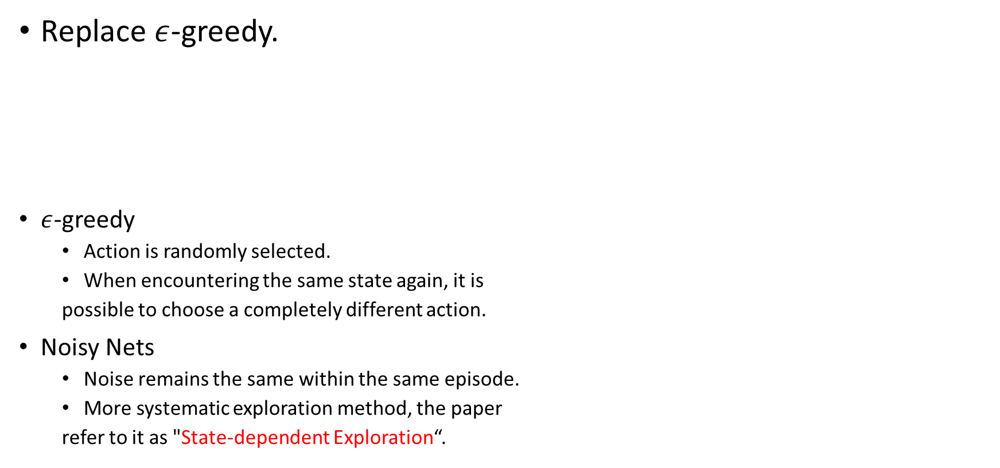 • Replace ϵ-greedy.
• ϵ-greedy
• Action is randomly selected.
• When encountering the same state again, it is
possible to choose a completely different action.
• Noisy Nets
• Noise remains the same within the same episode.
• More systematic exploration method, the paper
refer to it as "State-dependent Exploration“.